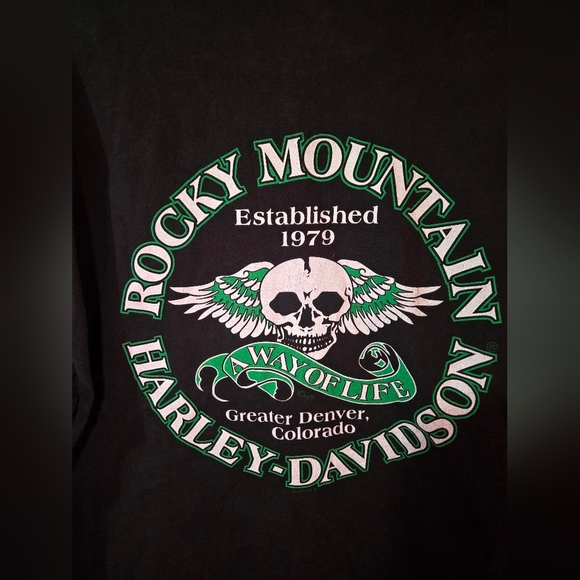 ROCKY MOUNTAIN
Established
1979
A WAY OF LIFE
Greater Denver,
Colorado
HARLEY-DAVIDSON®